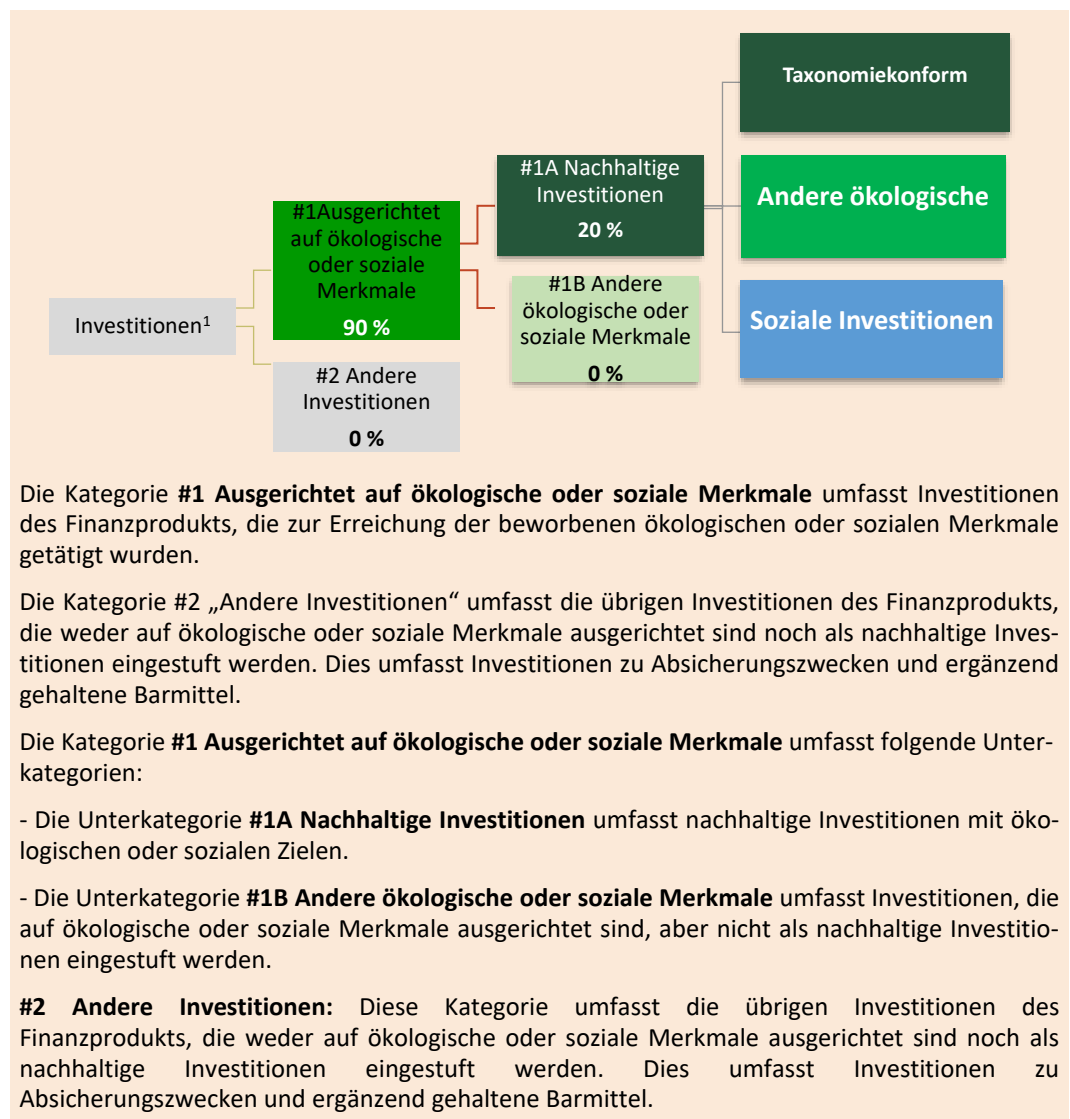 Taxonomiekonform
#1A Nachhaltige
Investitionen
20 %
Andere ökologische
#1Ausgerichtet
auf ökologische
oder soziale
Merkmale
90 %
#1B Andere
ökologische oder
soziale Merkmale
0 %
Soziale Investitionen
Investitionen¹
#2 Andere
Investitionen
0 %
Die Kategorie #1 Ausgerichtet auf ökologische oder soziale Merkmale umfasst Investitionen
des Finanzprodukts, die zur Erreichung der beworbenen ökologischen oder sozialen Merkmale
getätigt wurden.
Die Kategorie #2 „Andere Investitionen“ umfasst die übrigen Investitionen des Finanzprodukts,
die weder auf ökologische oder soziale Merkmale ausgerichtet sind noch als nachhaltige Inves-
titionen eingestuft werden. Dies umfasst Investitionen zu Absicherungszwecken und ergänzend
gehaltene Barmittel.
Die Kategorie #1 Ausgerichtet auf ökologische oder soziale Merkmale umfasst folgende Unter-
kategorien:
- Die Unterkategorie #1A Nachhaltige Investitionen umfasst nachhaltige Investitionen mit öko-
logischen oder sozialen Zielen.
- Die Unterkategorie #1B Andere ökologische oder soziale Merkmale umfasst Investitionen, die
auf ökologische oder soziale Merkmale ausgerichtet sind, aber nicht als nachhaltige Investitio-
nen eingestuft werden.
#2 Andere Investitionen: Diese Kategorie umfasst die übrigen Investitionen des
Finanzprodukts, die weder auf ökologische oder soziale Merkmale ausgerichtet sind noch als
nachhaltige Investitionen eingestuft werden. Dies umfasst Investitionen zu
Absicherungszwecken und ergänzend gehaltene Barmittel.